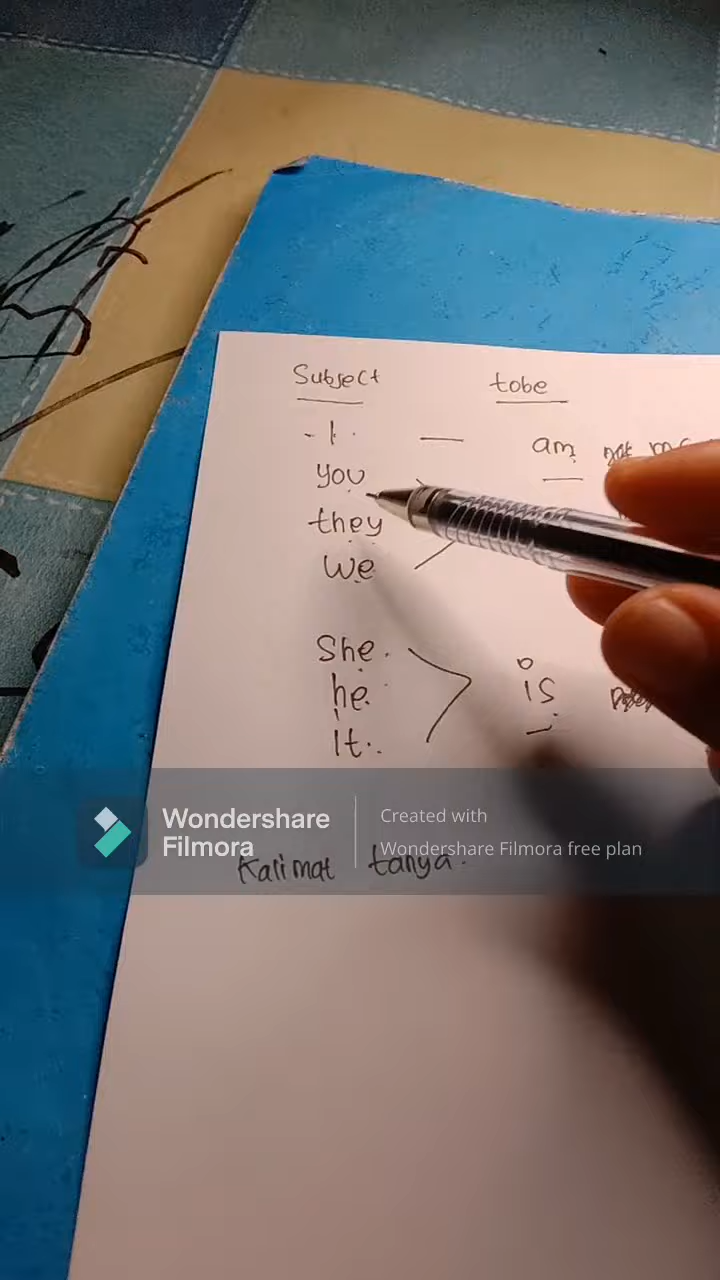 Subject tobe
- I. am not
you
they
we
She.
he. is
It.
Wondershare
Filmora
Created with
Wondershare Filmora free plan
Kalimat tanya.